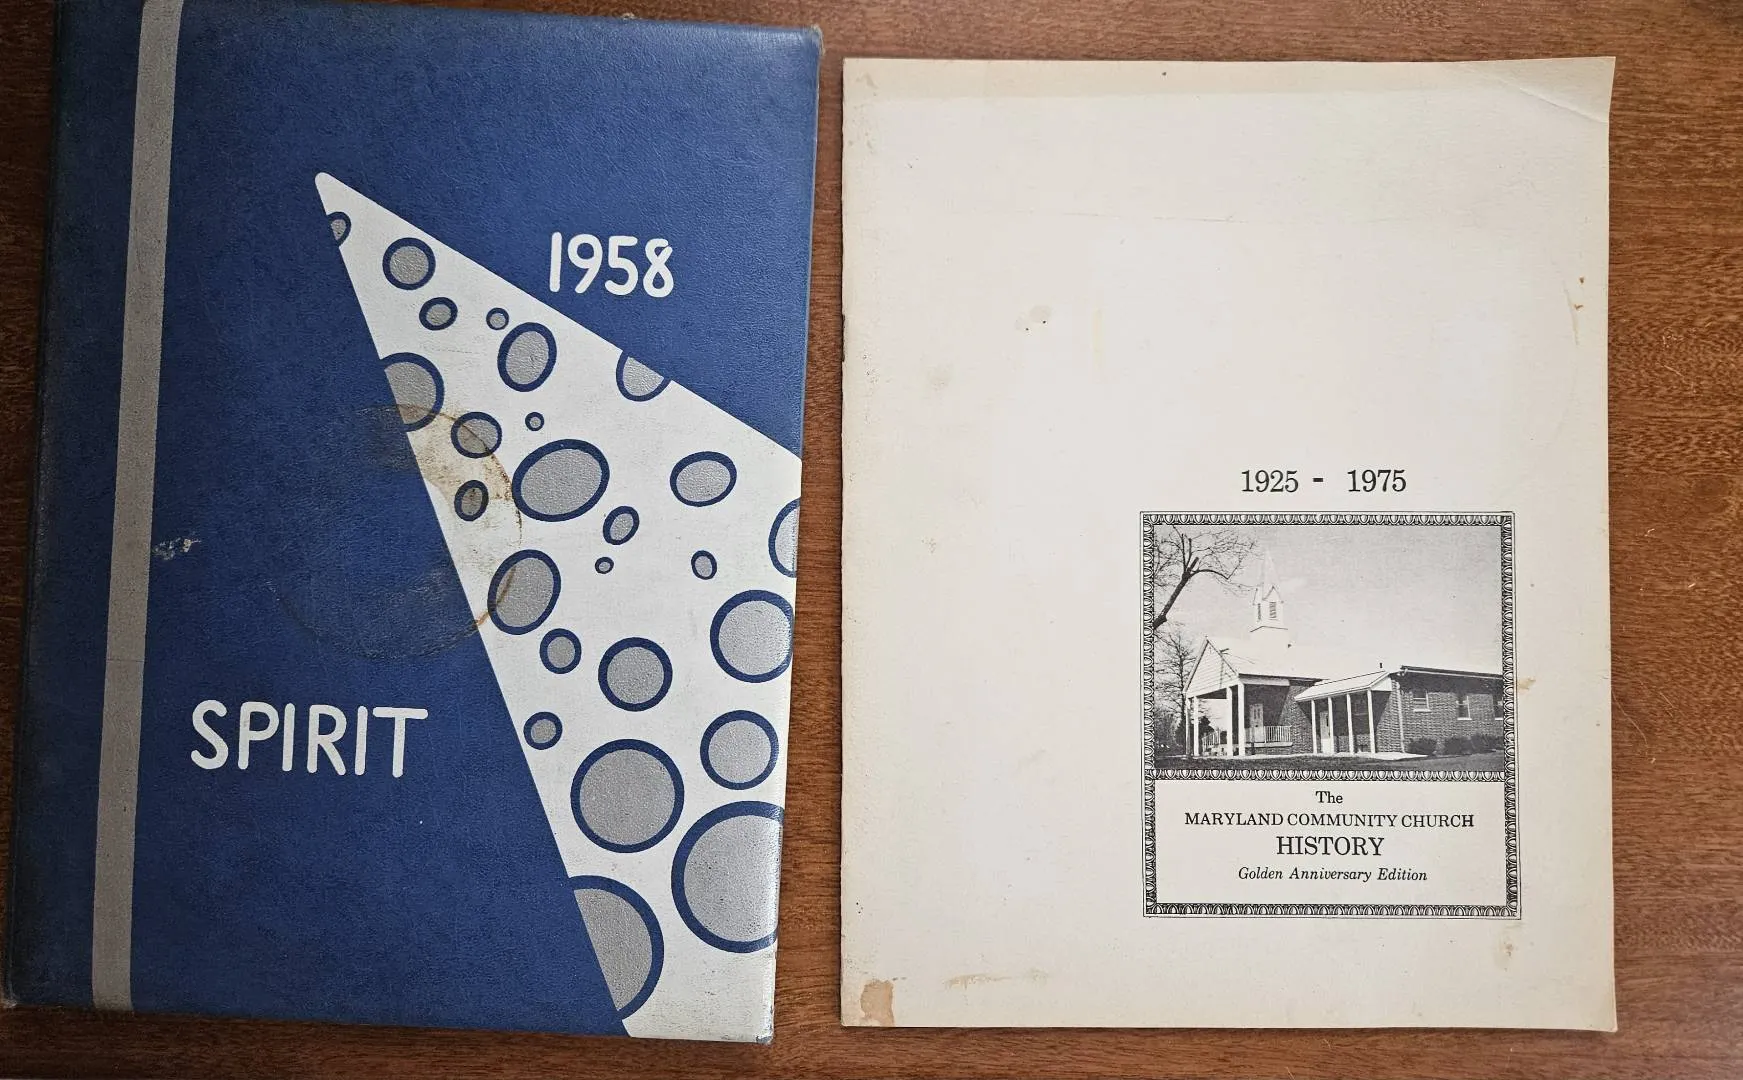 1958
SPIRIT
1925 - 1975
The
MARYLAND COMMUNITY CHURCH
HISTORY
Golden Anniversary Edition